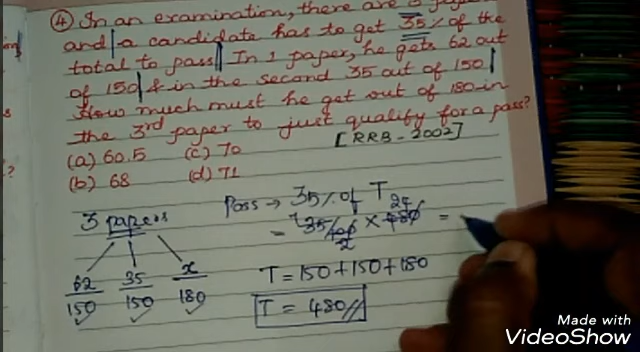 ④ In an examination, there are 3 papers
and a candidate has to get 35% of the
total to pass. In 1 paper, he gets 62 out
of 150 & in the second 35 out of 150
How much must he get out of 180 in
the 3rd paper to just qualify for a pass?
[RRB-2002]
(a) 60.5 (c) 70
(b) 68 (d) 71
3 papers
62/150 35/150 x/180
Pass → 35% of T
= 35/100 × 480 =
T = 150+150+180
T = 480//
Made with
VideoShow